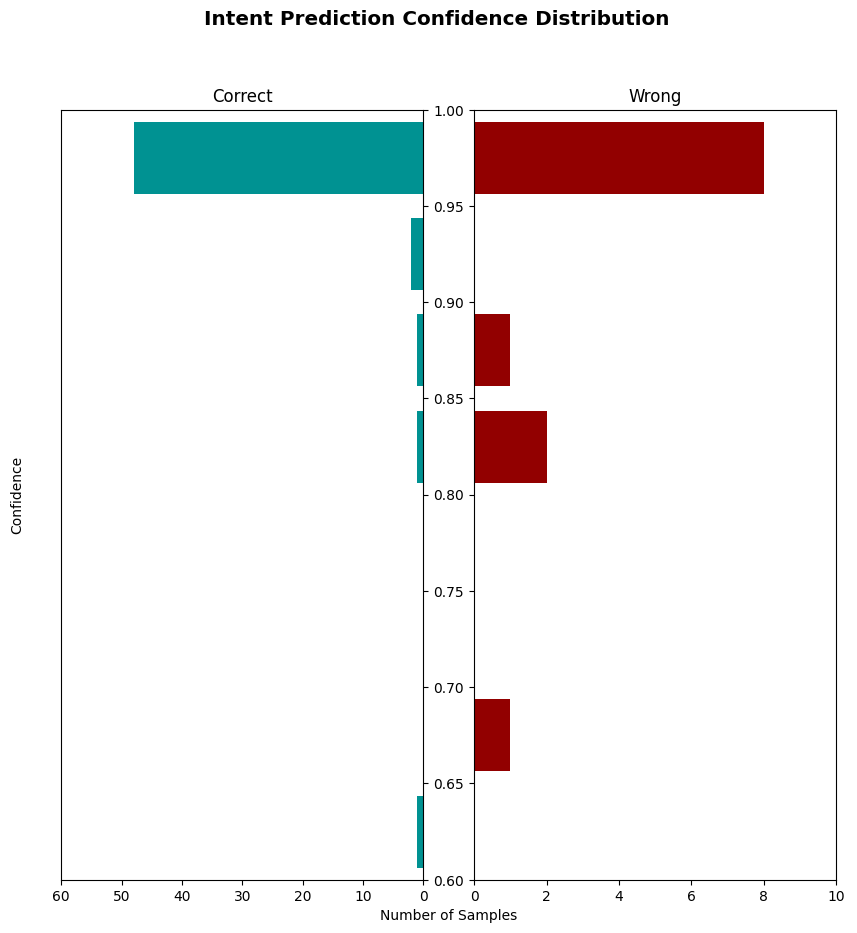 Intent Prediction Confidence Distribution
Correct
Wrong
Confidence
1.00
0.95
0.90
0.85
0.80
0.75
0.70
0.65
0.60
60 50 40 30 20 10 0
0 2 4 6 8 10
Number of Samples